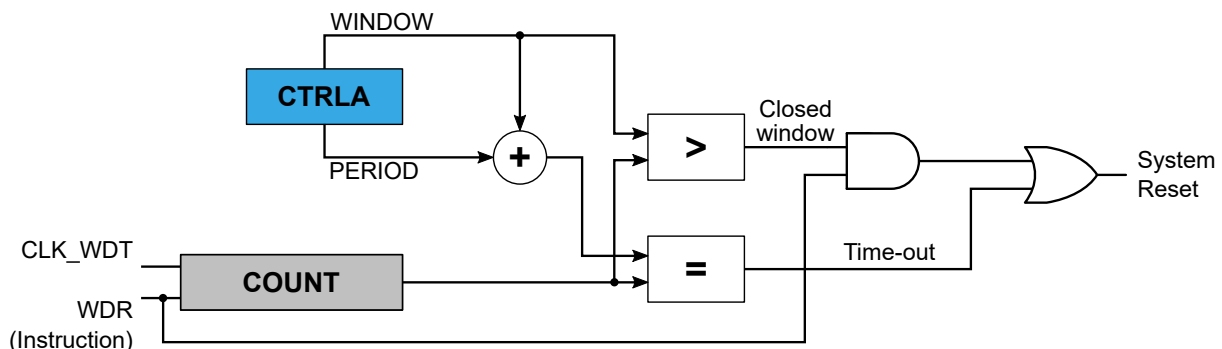 WINDOW
CTRLA
PERIOD
+
>
Closed
window
System
Reset
CLK_WDT
COUNT
WDR
(Instruction)
=
Time-out